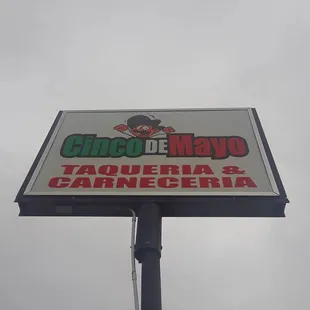 Cinco DE Mayo
TAQUERIA &
CARNECERIA